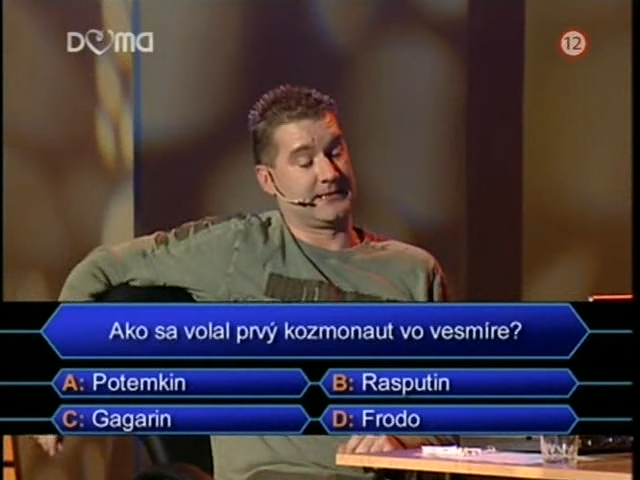 DOMA
12
Ako sa volal prvý kozmonaut vo vesmíre?
A: Potemkin
B: Rasputin
C: Gagarin
D: Frodo